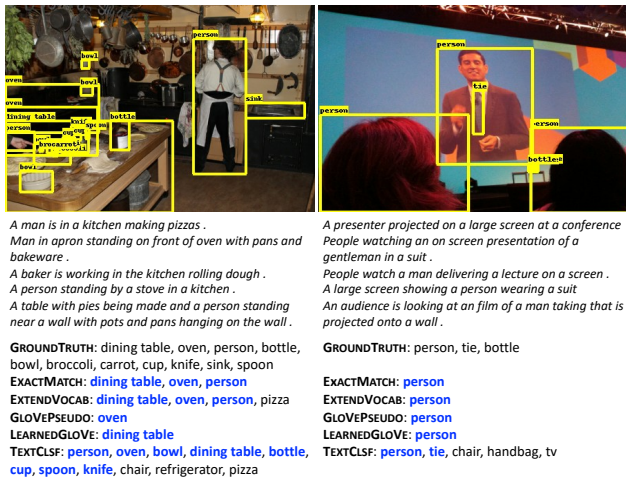 person
bowl
bowl
oven
oven
sink
dining table
person
bottle
knif
spoon
cup
cup
cup
brocarrot
bowl
person
tie
person
person
bottle
A man is in a kitchen making pizzas .
Man in apron standing on front of oven with pans and
bakeware .
A baker is working in the kitchen rolling dough .
A person standing by a stove in a kitchen .
A table with pies being made and a person standing
near a wall with pots and pans hanging on the wall .
GROUNDTRUTH: dining table, oven, person, bottle,
bowl, broccoli, carrot, cup, knife, sink, spoon
EXACTMATCH: dining table, oven, person
EXTENDVOCAB: dining table, oven, person, pizza
GLOVEPSEUDO: oven
LEARNEDGLOVE: dining table
TEXTCLSF: person, oven, bowl, dining table, bottle,
cup, spoon, knife, chair, refrigerator, pizza
A presenter projected on a large screen at a conference
People watching an on screen presentation of a
gentleman in a suit .
People watch a man delivering a lecture on a screen .
A large screen showing a person wearing a suit
An audience is looking at an film of a man taking that is
projected onto a wall .
GROUNDTRUTH: person, tie, bottle
EXACTMATCH: person
EXTENDVOCAB: person
GLOVEPSEUDO: person
LEARNEDGLOVE: person
TEXTCLSF: person, tie, chair, handbag, tv